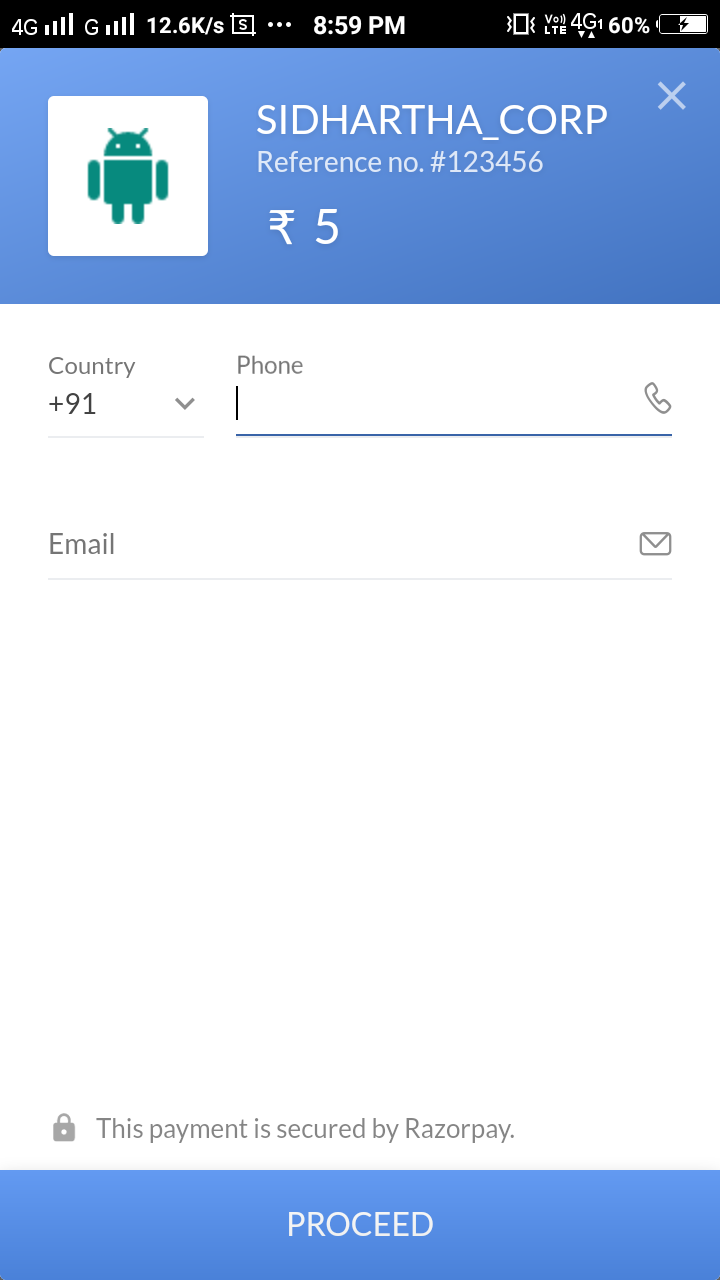 4G G 12.6K/s S ... 8:59 PM Vo)) LTE 4G1 60%
SIDHARTHA_CORP
Reference no. #123456
₹ 5
Country
Phone
+91
Email
This payment is secured by Razorpay.
PROCEED